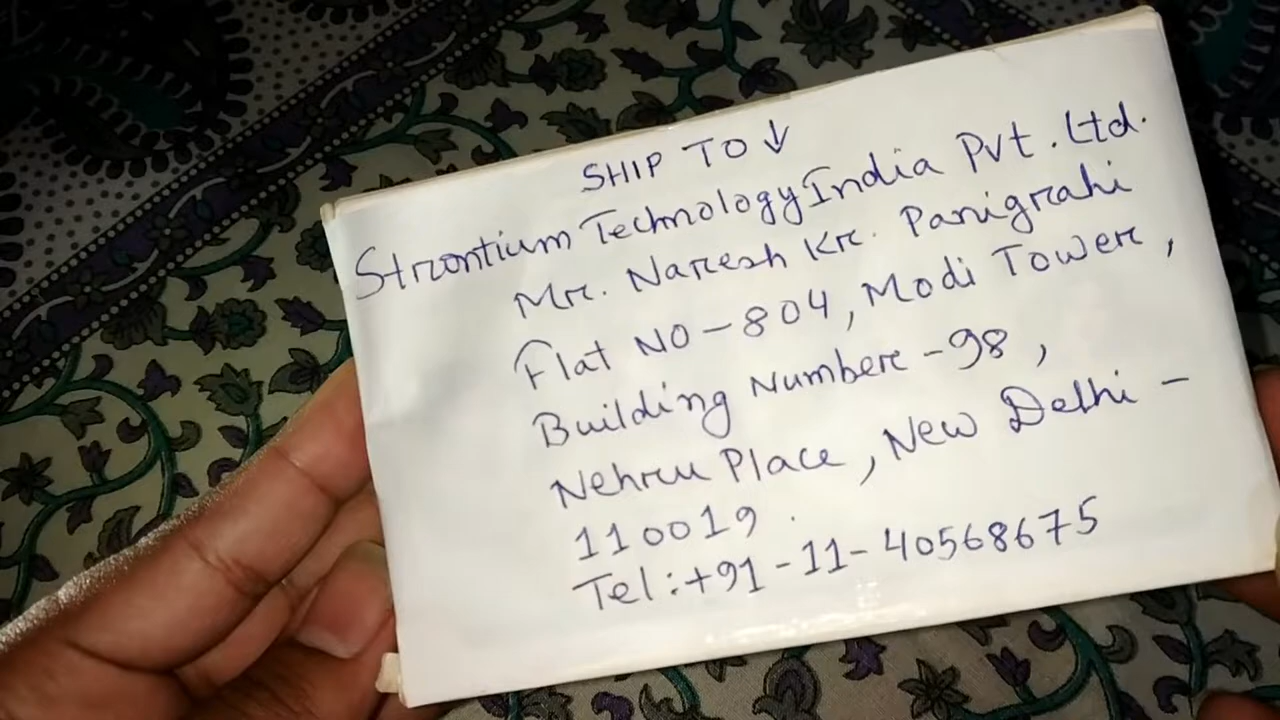 SHIP TO ↓
Strontium Technology India Pvt. Ltd.
Mr. Naresh Kr. Panigrahi
Flat NO-804, Modi Tower,
Building Number-98,
Nehru Place, New Delhi-
110019.
Tel:+91-11-40568675